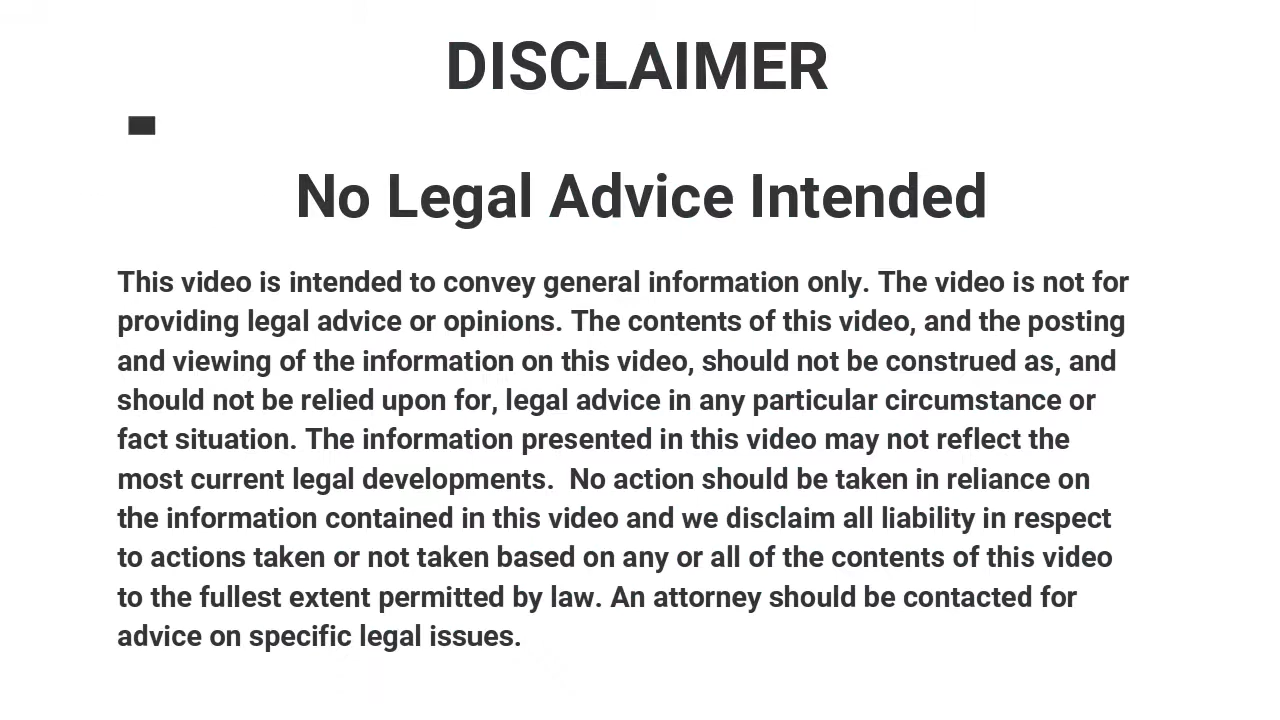 DISCLAIMER
No Legal Advice Intended
This video is intended to convey general information only. The video is not for
providing legal advice or opinions. The contents of this video, and the posting
and viewing of the information on this video, should not be construed as, and
should not be relied upon for, legal advice in any particular circumstance or
fact situation. The information presented in this video may not reflect the
most current legal developments.  No action should be taken in reliance on
the information contained in this video and we disclaim all liability in respect
to actions taken or not taken based on any or all of the contents of this video
to the fullest extent permitted by law. An attorney should be contacted for
advice on specific legal issues.